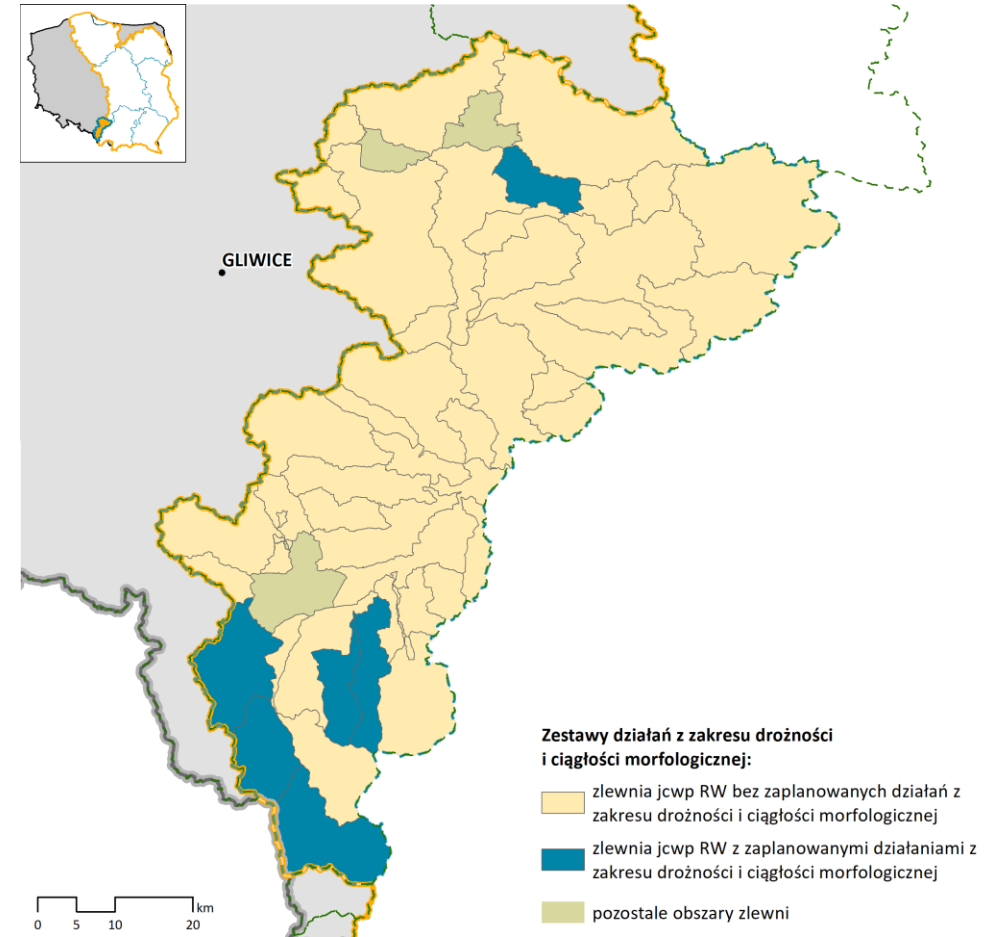 GLIWICE
Zestawy działań z zakresu drożności
i ciągłości morfologicznej:
zlewnia jcwp RW bez zaplanowanych działań z
zakresu drożności i ciągłości morfologicznej
zlewnia jcwp RW z zaplanowanymi działaniami z
zakresu drożności i ciągłości morfologicznej
pozostałe obszary zlewni
km
0 5 10 20